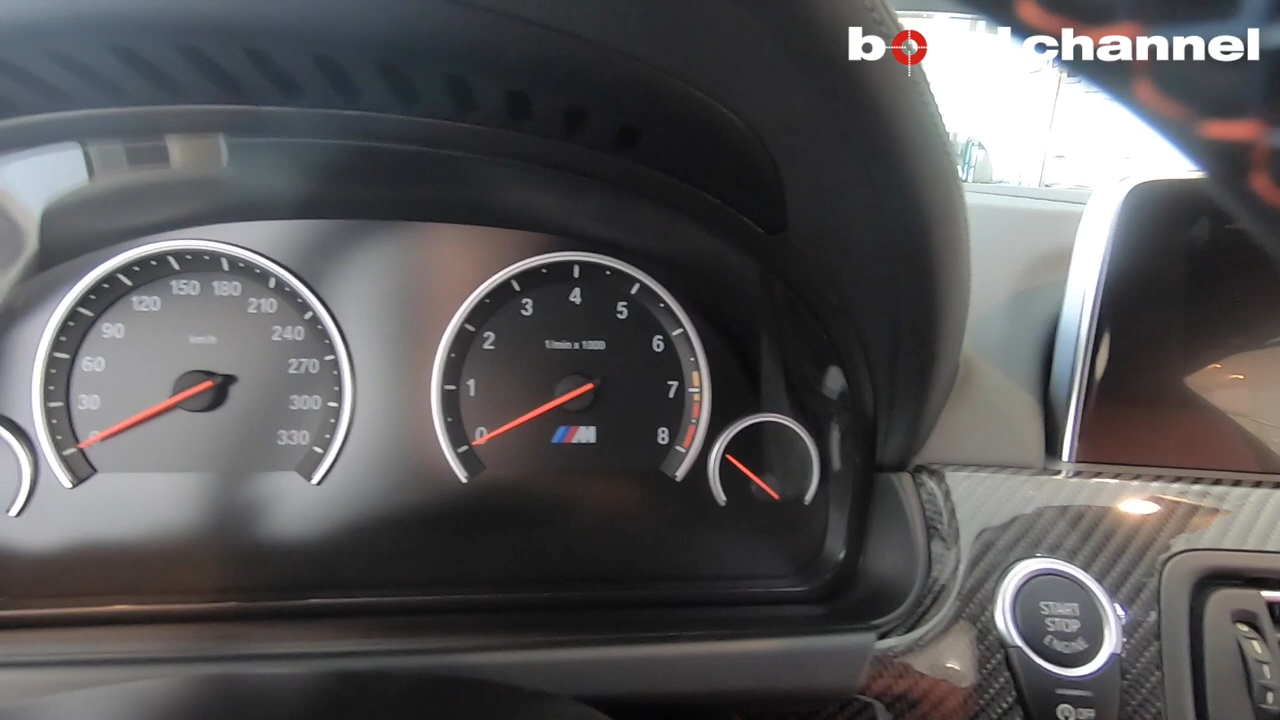 channel
120 150 180
90 210
60 240
30 270
300
330
km/h
3 4 5
2 6
1 7
0 8
1/min x 1000
M
START
STOP
ENGINE
OFF